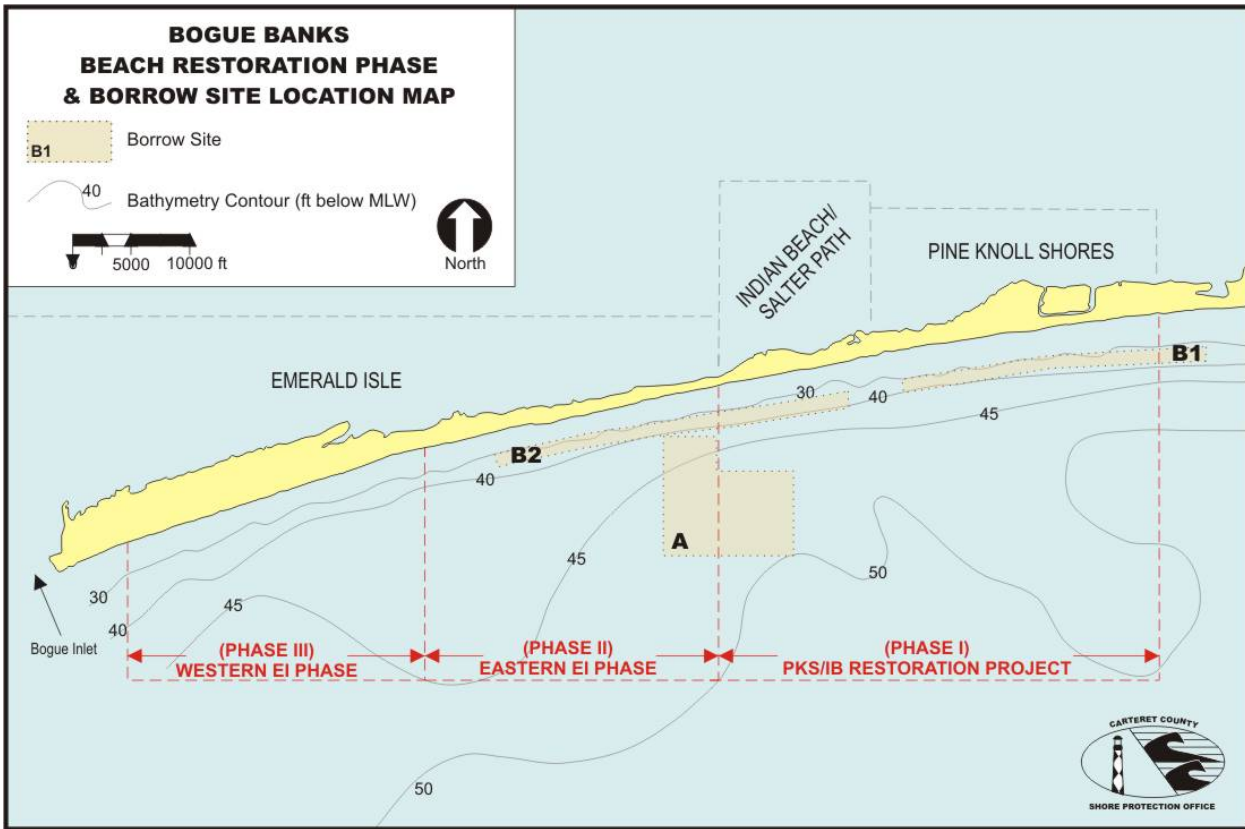 BOGUE BANKS
BEACH RESTORATION PHASE
& BORROW SITE LOCATION MAP
B1
Borrow Site
40
Bathymetry Contour (ft below MLW)
0
5000
10000 ft
North
INDIAN BEACH/
SALTER PATH
PINE KNOLL SHORES
EMERALD ISLE
B1
30
40
45
B2
40
A
45
50
30
40
45
Bogue Inlet
(PHASE III)
WESTERN EI PHASE
(PHASE II)
EASTERN EI PHASE
(PHASE I)
PKS/IB RESTORATION PROJECT
50
CARTERET COUNTY
SHORE PROTECTION OFFICE